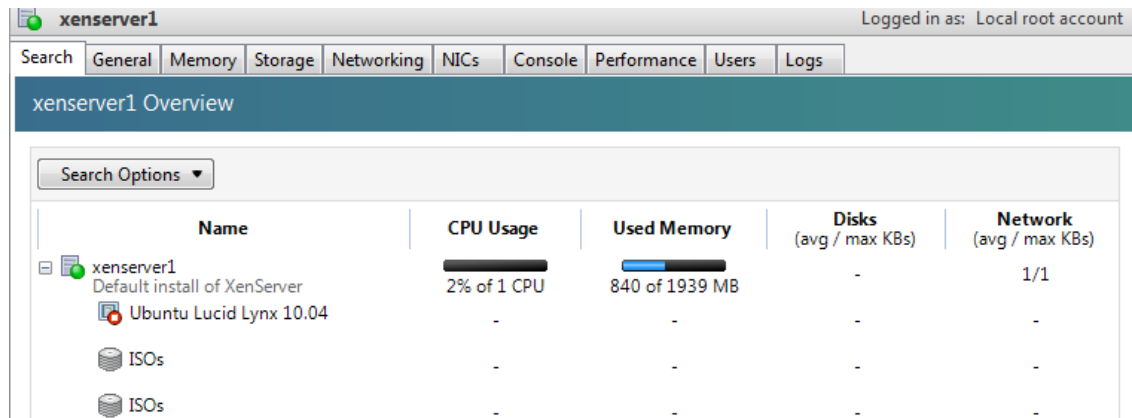 xenserver1 Logged in as: Local root account
Search General Memory Storage Networking NICs Console Performance Users Logs
xenserver1 Overview
Search Options
Name CPU Usage Used Memory Disks (avg / max KBs) Network (avg / max KBs)
xenserver1
Default install of XenServer 2% of 1 CPU 840 of 1939 MB - 1/1
Ubuntu Lucid Lynx 10.04 - - - -
ISOs - - - -
ISOs - - - -